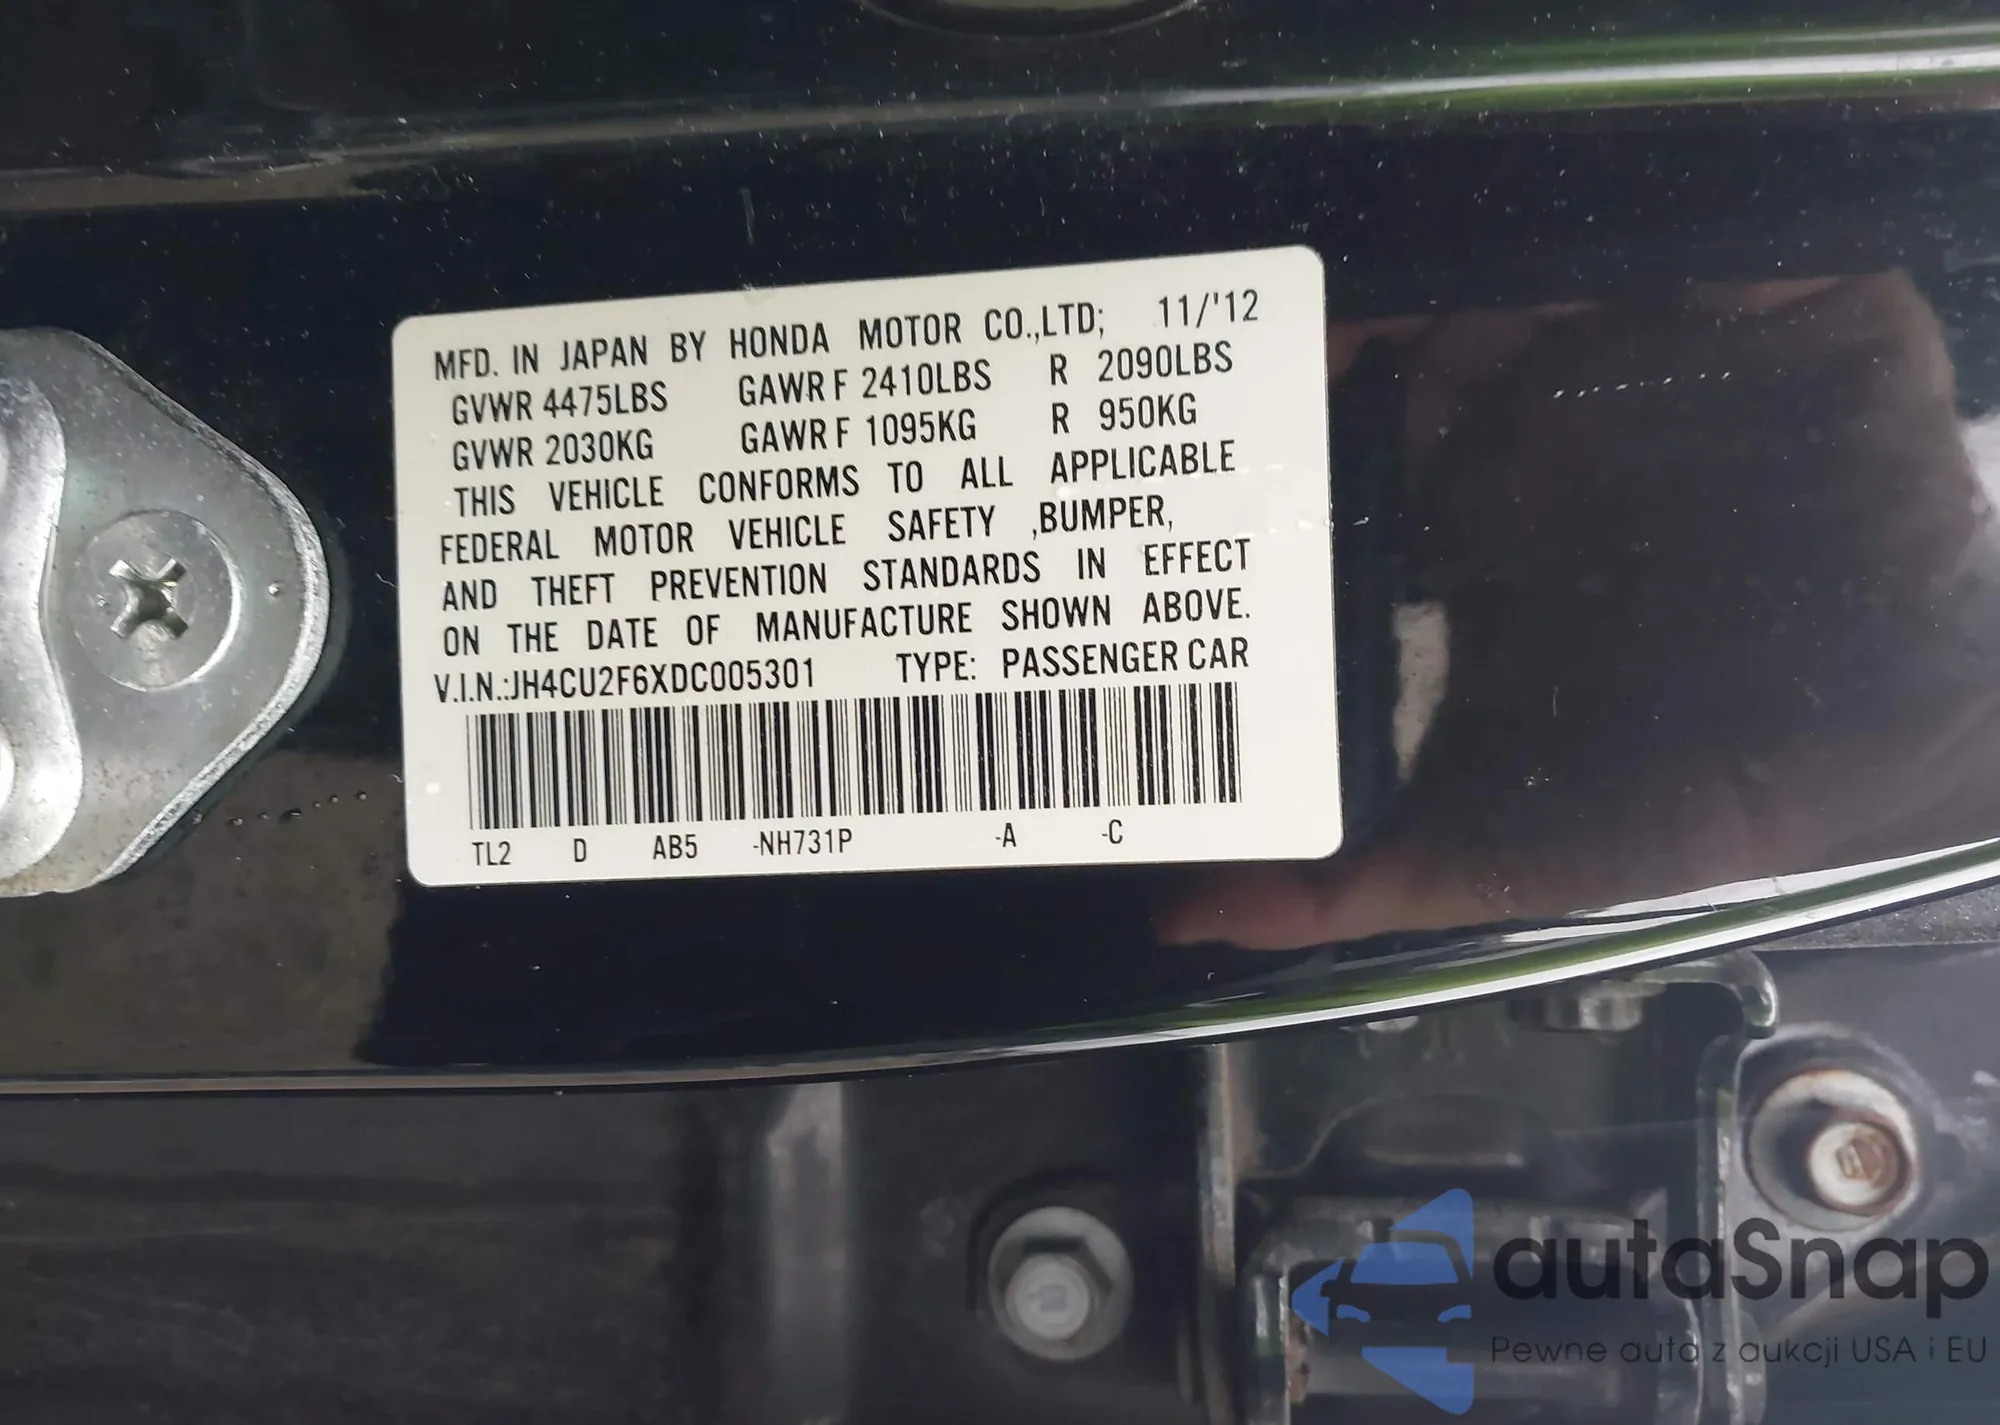 MFD. IN JAPAN BY HONDA MOTOR CO.,LTD; 11/'12
GVWR 4475LBS GAWR F 2410LBS R 2090LBS
GVWR 2030KG GAWR F 1095KG R 950KG
THIS VEHICLE CONFORMS TO ALL APPLICABLE
FEDERAL MOTOR VEHICLE SAFETY ,BUMPER,
AND THEFT PREVENTION STANDARDS IN EFFECT
ON THE DATE OF MANUFACTURE SHOWN ABOVE.
V.I.N.:JH4CU2F6XDC005301 TYPE: PASSENGER CAR
TL2 D AB5 -NH731P -A -C
autaSnap
Pewne auta z aukcji USA i EU